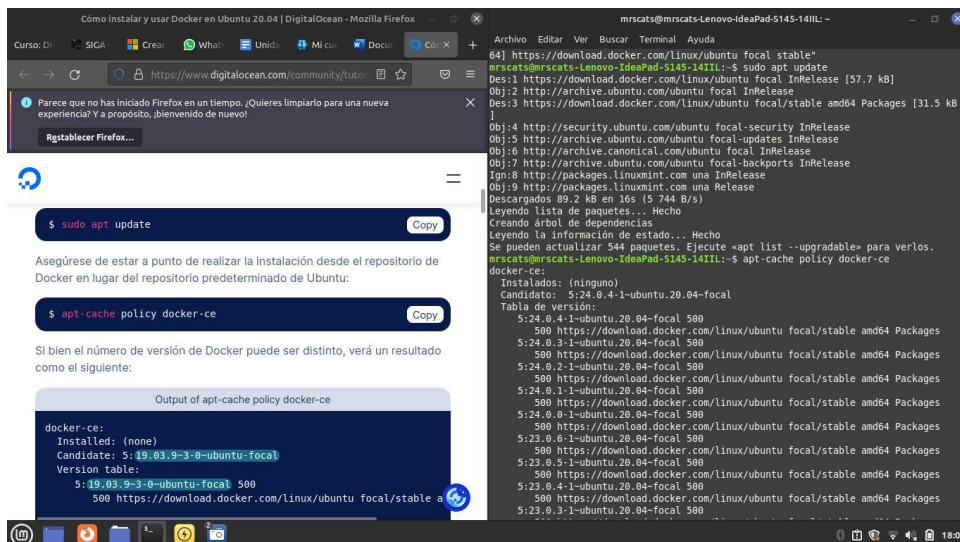 Cómo instalar y usar Docker en Ubuntu 20.04 | DigitalOcean - Mozilla Firefox
Curso: DI
SIGA -
Crear
What:
Unida
Mi cur
Docur
Cóm
https://www.digitalocean.com/community/tutor
Parece que no has iniciado Firefox en un tiempo. ¿Quieres limpiarlo para una nueva
experiencia? Y a propósito, ¡bienvenido de nuevo!
Restablecer Firefox...
$ sudo apt update
Copy
Asegúrese de estar a punto de realizar la instalación desde el repositorio de
Docker en lugar del repositorio predeterminado de Ubuntu:
$ apt-cache policy docker-ce
Copy
Si bien el número de versión de Docker puede ser distinto, verá un resultado
como el siguiente:
Output of apt-cache policy docker-ce
docker-ce:
Installed: (none)
Candidate: 5:19.03.9~3-0~ubuntu-focal
Version table:
5:19.03.9~3-0~ubuntu-focal 500
500 https://download.docker.com/linux/ubuntu focal/stable a
mrscats@mrscats-Lenovo-IdeaPad-S145-14IIL: ~
Archivo Editar Ver Buscar Terminal Ayuda
64] https://download.docker.com/linux/ubuntu focal stable"
mrscats@mrscats-Lenovo-IdeaPad-S145-14IIL:~$ sudo apt update
Des:1 https://download.docker.com/linux/ubuntu focal InRelease [57.7 kB]
Obj:2 http://archive.ubuntu.com/ubuntu focal InRelease
Des:3 https://download.docker.com/linux/ubuntu focal/stable amd64 Packages [31.5 kB
]
Obj:4 http://security.ubuntu.com/ubuntu focal-security InRelease
Obj:5 http://archive.ubuntu.com/ubuntu focal-updates InRelease
Obj:6 http://archive.canonical.com/ubuntu focal InRelease
Obj:7 http://archive.ubuntu.com/ubuntu focal-backports InRelease
Ign:8 http://packages.linuxmint.com una InRelease
Obj:9 http://packages.linuxmint.com una Release
Descargados 89.2 kB en 16s (5 744 B/s)
Leyendo lista de paquetes... Hecho
Creando árbol de dependencias
Leyendo la información de estado... Hecho
Se pueden actualizar 544 paquetes. Ejecute «apt list --upgradable» para verlos.
mrscats@mrscats-Lenovo-IdeaPad-S145-14IIL:~$ apt-cache policy docker-ce
docker-ce:
Instalados: (ninguno)
Candidato: 5:24.0.4-1~ubuntu.20.04~focal
Tabla de versión:
5:24.0.4-1~ubuntu.20.04~focal 500
500 https://download.docker.com/linux/ubuntu focal/stable amd64 Packages
5:24.0.3-1~ubuntu.20.04~focal 500
500 https://download.docker.com/linux/ubuntu focal/stable amd64 Packages
5:24.0.2-1~ubuntu.20.04~focal 500
500 https://download.docker.com/linux/ubuntu focal/stable amd64 Packages
5:24.0.1-1~ubuntu.20.04~focal 500
500 https://download.docker.com/linux/ubuntu focal/stable amd64 Packages
5:24.0.0-1~ubuntu.20.04~focal 500
500 https://download.docker.com/linux/ubuntu focal/stable amd64 Packages
5:23.0.6-1~ubuntu.20.04~focal 500
500 https://download.docker.com/linux/ubuntu focal/stable amd64 Packages
5:23.0.5-1~ubuntu.20.04~focal 500
500 https://download.docker.com/linux/ubuntu focal/stable amd64 Packages
5:23.0.4-1~ubuntu.20.04~focal 500
500 https://download.docker.com/linux/ubuntu focal/stable amd64 Packages
5:23.0.3-1~ubuntu.20.04~focal 500
2
18:0